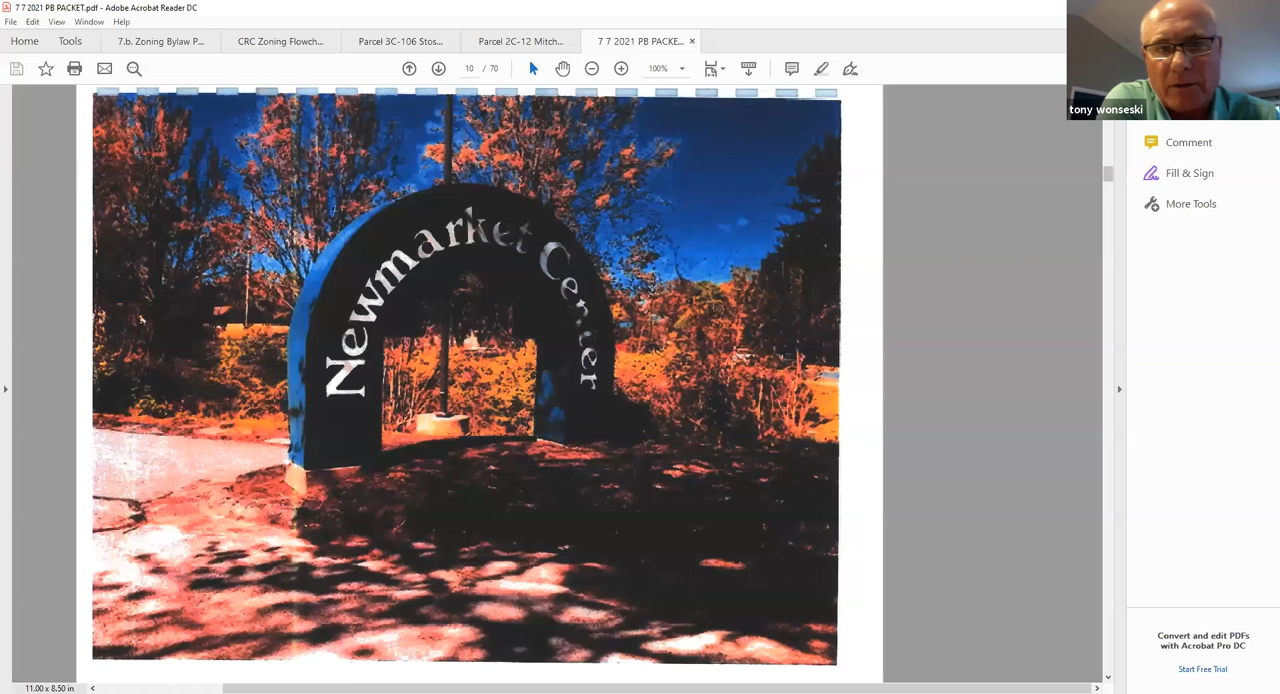 7 7 2021 PB PACKET.pdf - Adobe Acrobat Reader DC
File Edit View Window Help
Home Tools 7.b. Zoning Bylaw P... CRC Zoning Flowch... Parcel 3C-106 Stos... Parcel 2C-12 Mitch... 7 7 2021 PB PACKE... ×
10 / 70 100%
tony wonseski
Newmarket Center
Comment
Fill & Sign
More Tools
Convert and edit PDFs
with Acrobat Pro DC
Start Free Trial
11.00 x 8.50 in